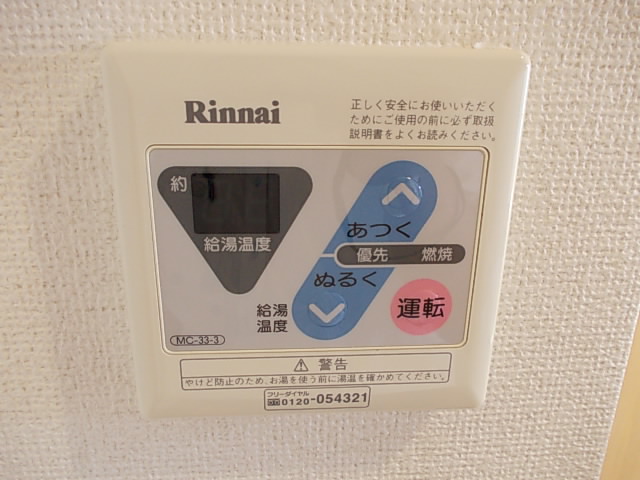 Rinnai
正しく安全にお使いいただく
ためにご使用の前に必ず取扱
説明書をよくお読みください。
約
給湯温度
あつく
優先 燃焼
ぬるく
給湯
温度
運転
MC-33-3
⚠ 警告
やけど防止のため、お湯を使う前に湯温を確かめてください。
フリーダイヤル
0120-054321